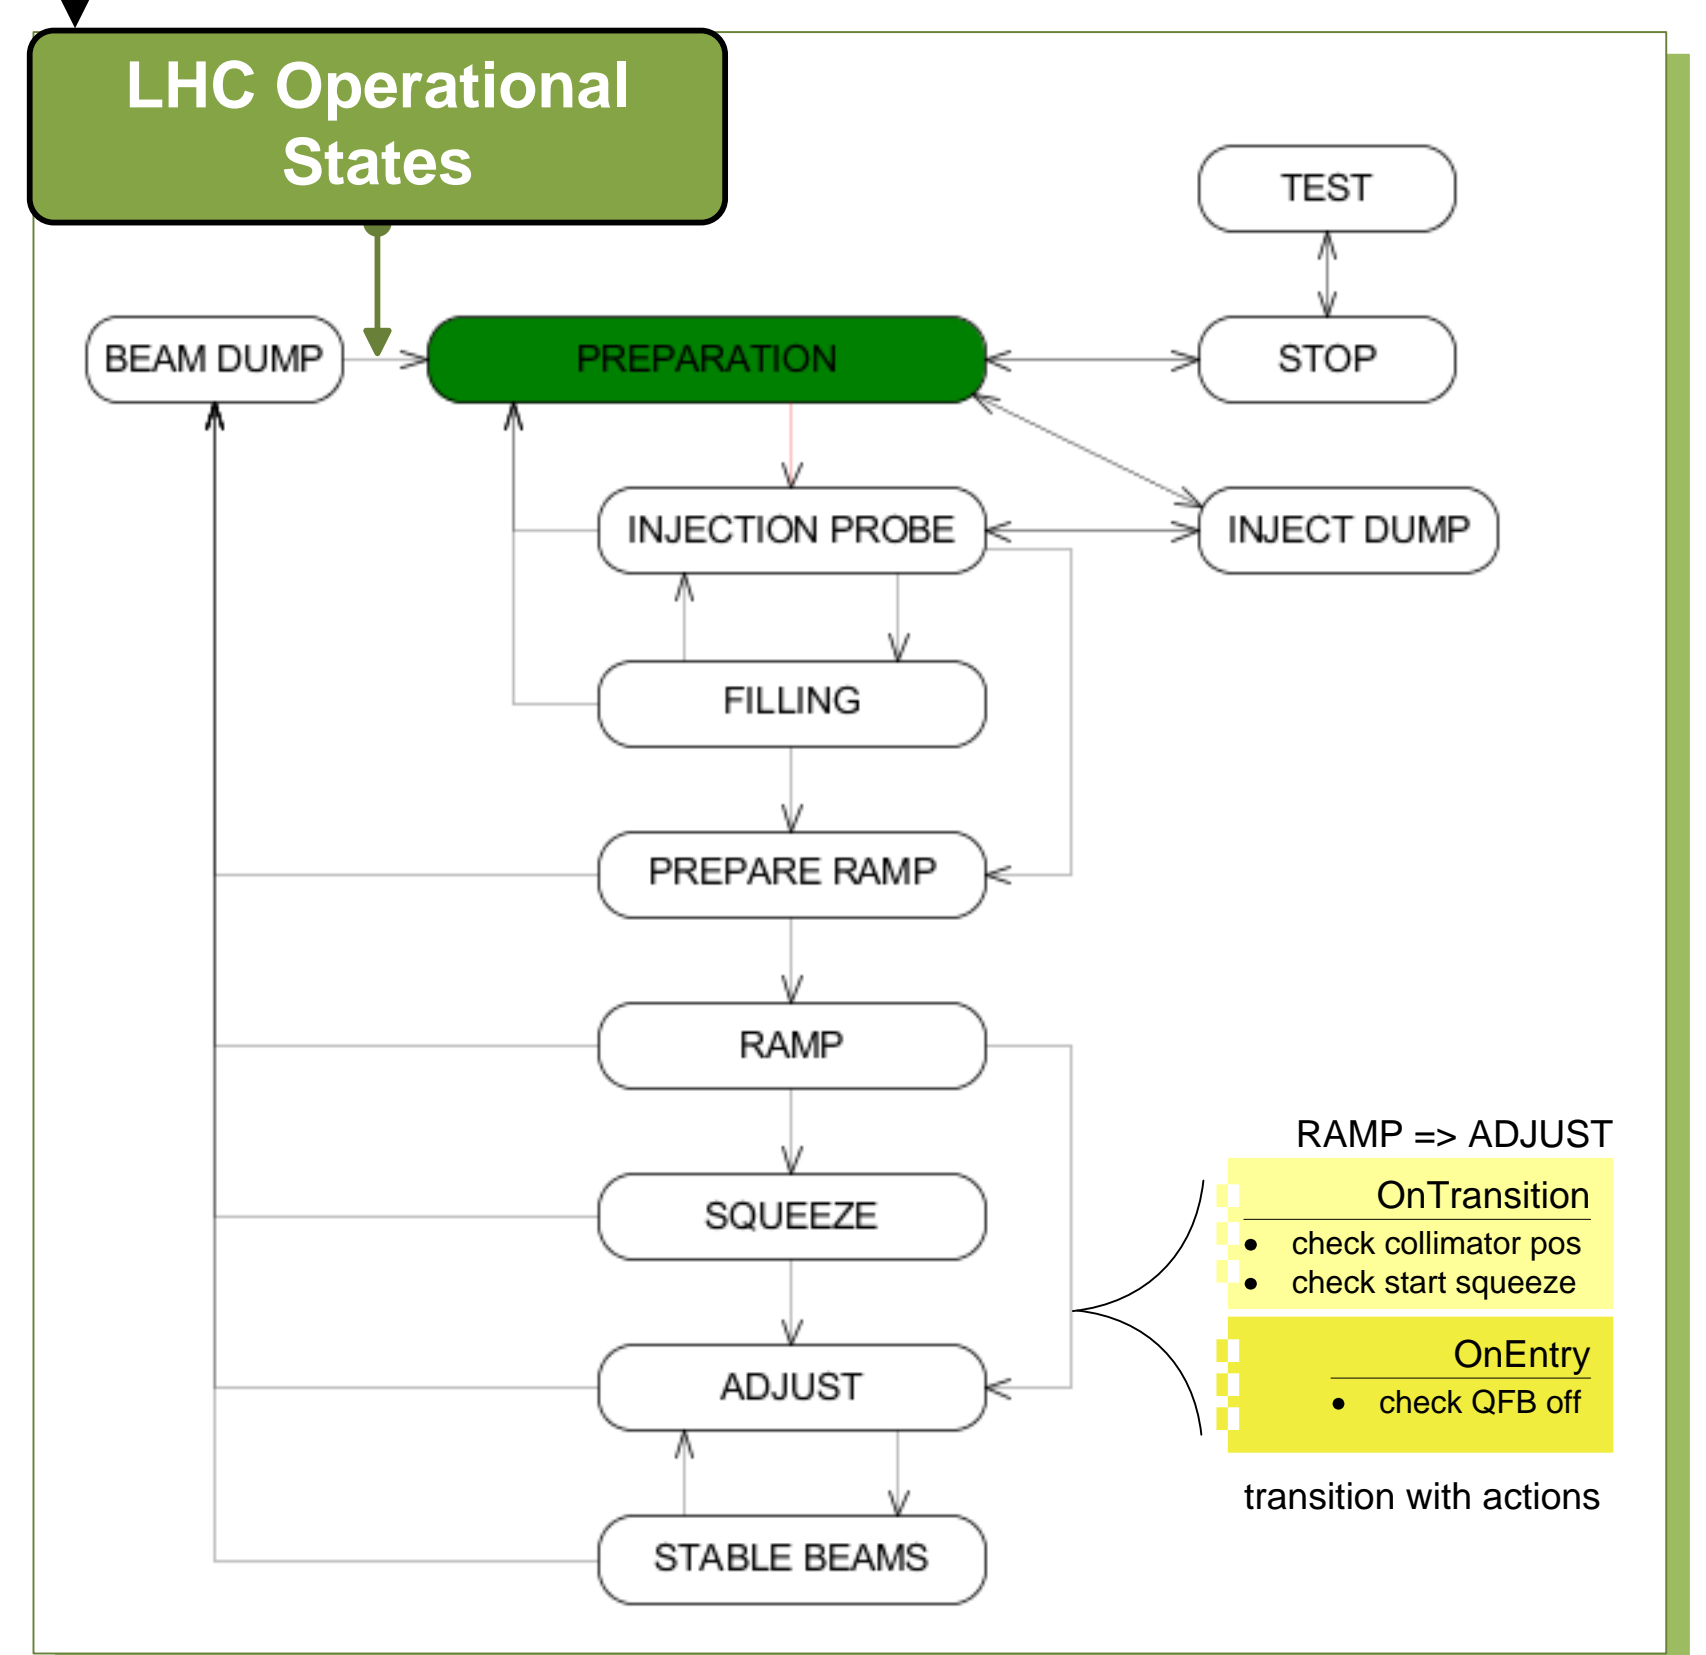 LHC Operational
States
TEST
BEAM DUMP
PREPARATION
STOP
INJECTION PROBE
INJECT DUMP
FILLING
PREPARE RAMP
RAMP
SQUEEZE
ADJUST
STABLE BEAMS
RAMP => ADJUST
OnTransition
• check collimator pos
• check start squeeze
OnEntry
• check QFB off
transition with actions